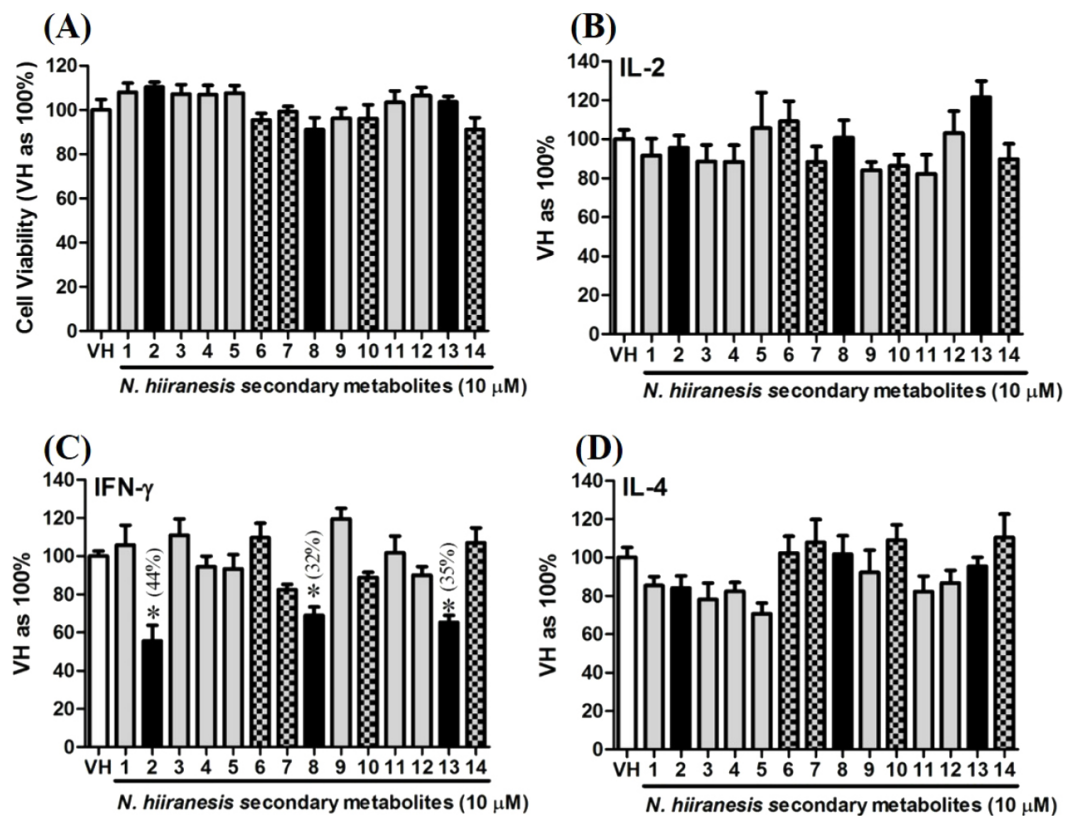 (A)
Cell Viability (VH as 100%)
120
100
80
60
40
20
0
VH 1 2 3 4 5 6 7 8 9 10 11 12 13 14
N. hiiranesis secondary metabolites (10 μM)
(B)
IL-2
VH as 100%
140
120
100
80
60
40
20
0
VH 1 2 3 4 5 6 7 8 9 10 11 12 13 14
N. hiiranesis secondary metabolites (10 μM)
(C)
IFN-γ
VH as 100%
140
120
100
80
60
40
20
0
* (44%)
* (32%)
* (35%)
VH 1 2 3 4 5 6 7 8 9 10 11 12 13 14
N. hiiranesis secondary metabolites (10 μM)
(D)
IL-4
VH as 100%
140
120
100
80
60
40
20
0
VH 1 2 3 4 5 6 7 8 9 10 11 12 13 14
N. hiiranesis secondary metabolites (10 μM)